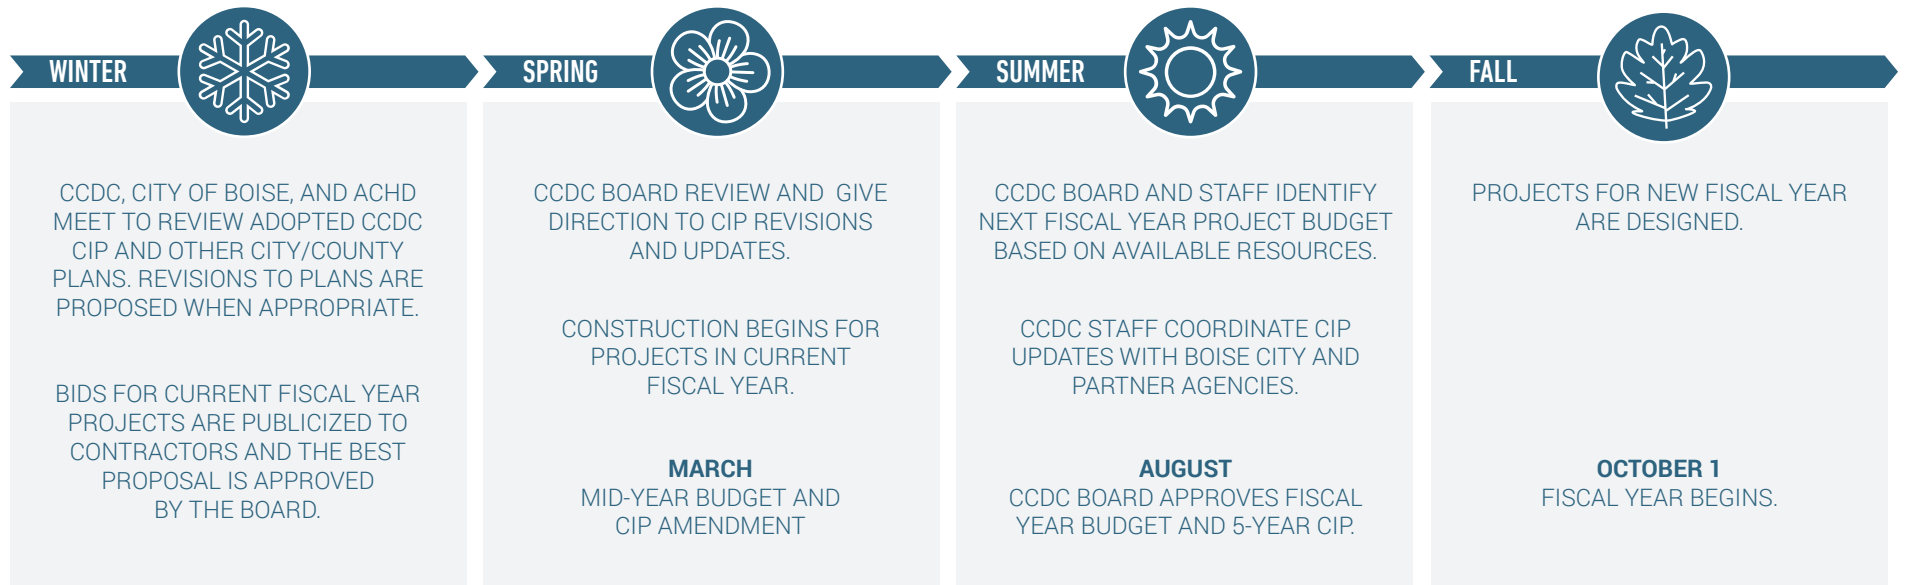 WINTER
CCDC, CITY OF BOISE, AND ACHD
MEET TO REVIEW ADOPTED CCDC
CIP AND OTHER CITY/COUNTY
PLANS. REVISIONS TO PLANS ARE
PROPOSED WHEN APPROPRIATE.
BIDS FOR CURRENT FISCAL YEAR
PROJECTS ARE PUBLICIZED TO
CONTRACTORS AND THE BEST
PROPOSAL IS APPROVED
BY THE BOARD.
SPRING
CCDC BOARD REVIEW AND GIVE
DIRECTION TO CIP REVISIONS
AND UPDATES.
CONSTRUCTION BEGINS FOR
PROJECTS IN CURRENT
FISCAL YEAR.
MARCH
MID-YEAR BUDGET AND
CIP AMENDMENT
SUMMER
CCDC BOARD AND STAFF IDENTIFY
NEXT FISCAL YEAR PROJECT BUDGET
BASED ON AVAILABLE RESOURCES.
CCDC STAFF COORDINATE CIP
UPDATES WITH BOISE CITY AND
PARTNER AGENCIES.
AUGUST
CCDC BOARD APPROVES FISCAL
YEAR BUDGET AND 5-YEAR CIP.
FALL
PROJECTS FOR NEW FISCAL YEAR
ARE DESIGNED.
OCTOBER 1
FISCAL YEAR BEGINS.